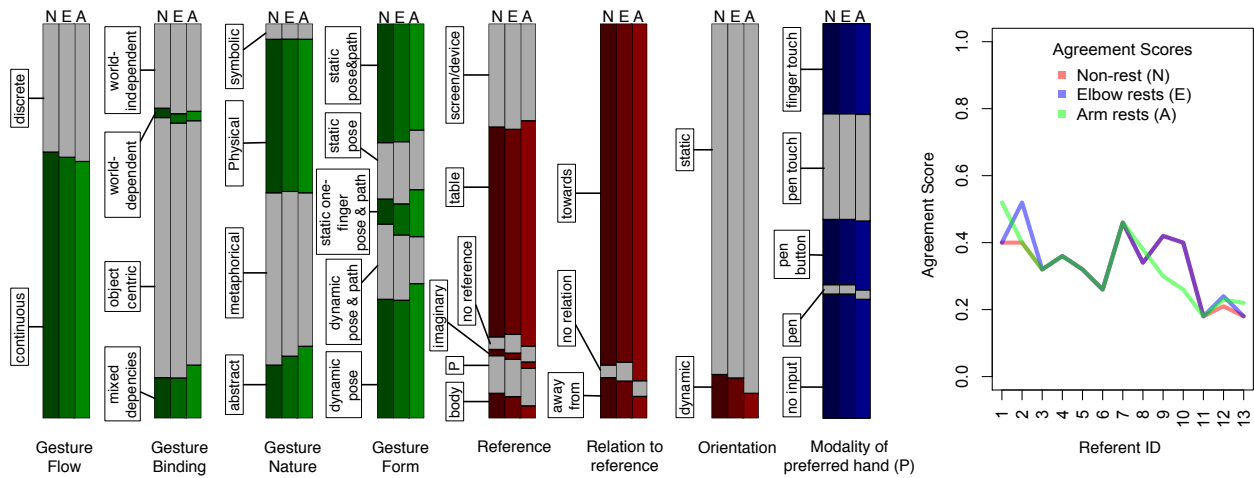 N E A
discrete
continuous
Gesture
Flow
N E A
world-
independent
world-
dependent
object
centric
mixed
depencies
Gesture
Binding
N E A
symbolic
Physical
metaphorical
abstract
Gesture
Nature
N E A
static
pose&path
static
pose
static one-
finger
pose & path
dynamic
pose & path
dynamic
pose
Gesture
Form
N E A
screen/device
table
no reference
imaginary
P
body
Reference
N E A
towards
no relation
away
from
Relation to
reference
N E A
static
dynamic
Orientation
N E A
finger touch
pen touch
pen
button
pen
no input
Modality of
preferred hand (P)
Agreement Scores
Non-rest (N)
Elbow rests (E)
Arm rests (A)
Agreement Score
1.0
0.8
0.6
0.4
0.2
0.0
1 2 3 4 5 6 7 8 9 10 11 12 13
Referent ID